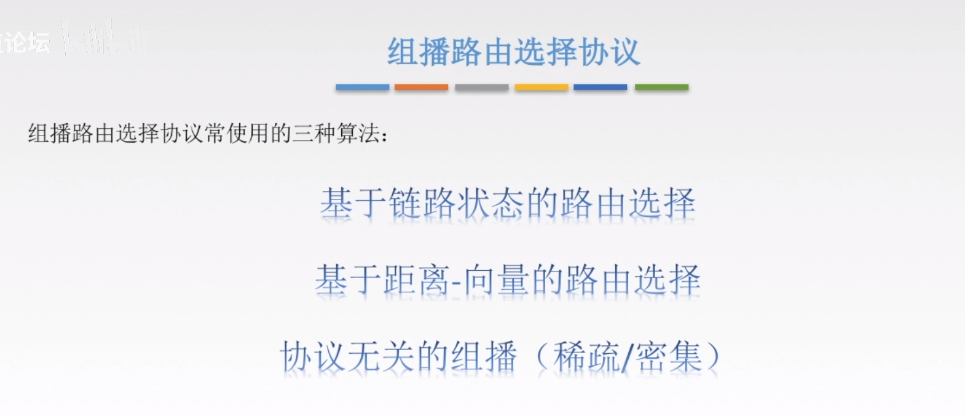 论坛
组播路由选择协议
组播路由选择协议常使用的三种算法：
基于链路状态的路由选择
基于距离-向量的路由选择
协议无关的组播（稀疏/密集）